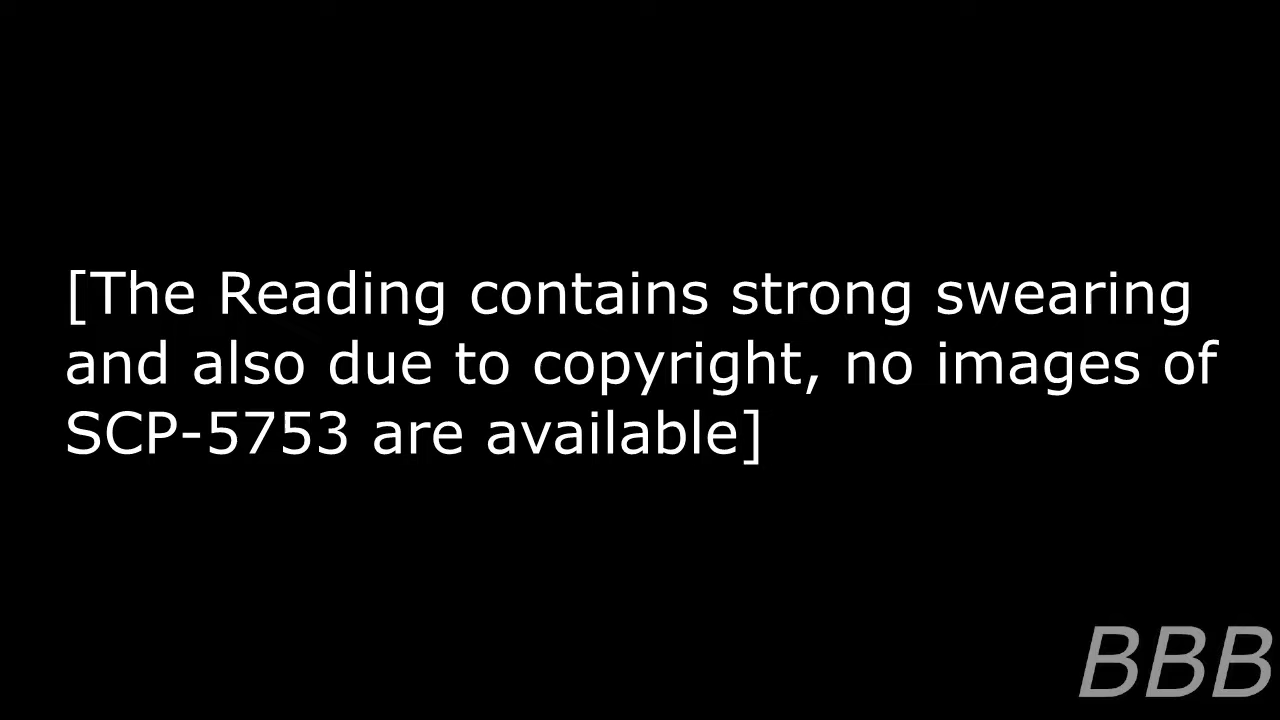 [The Reading contains strong swearing
and also due to copyright, no images of
SCP-5753 are available]
BBB